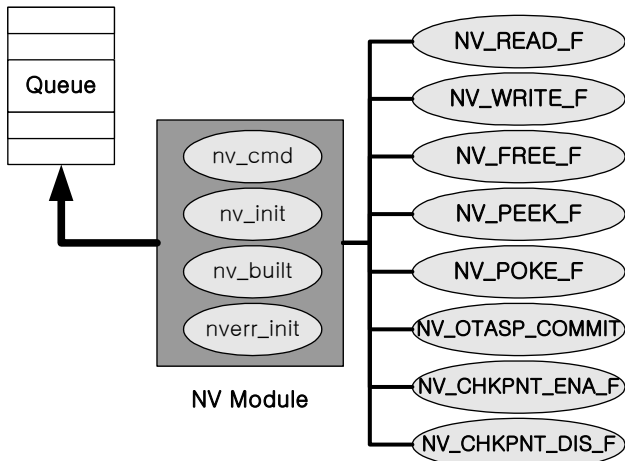 Queue
nv_cmd
nv_init
nv_built
nverr_init
NV Module
NV_READ_F
NV_WRITE_F
NV_FREE_F
NV_PEEK_F
NV_POKE_F
NV_OTASP_COMMIT
NV_CHKPNT_ENA_F
NV_CHKPNT_DIS_F